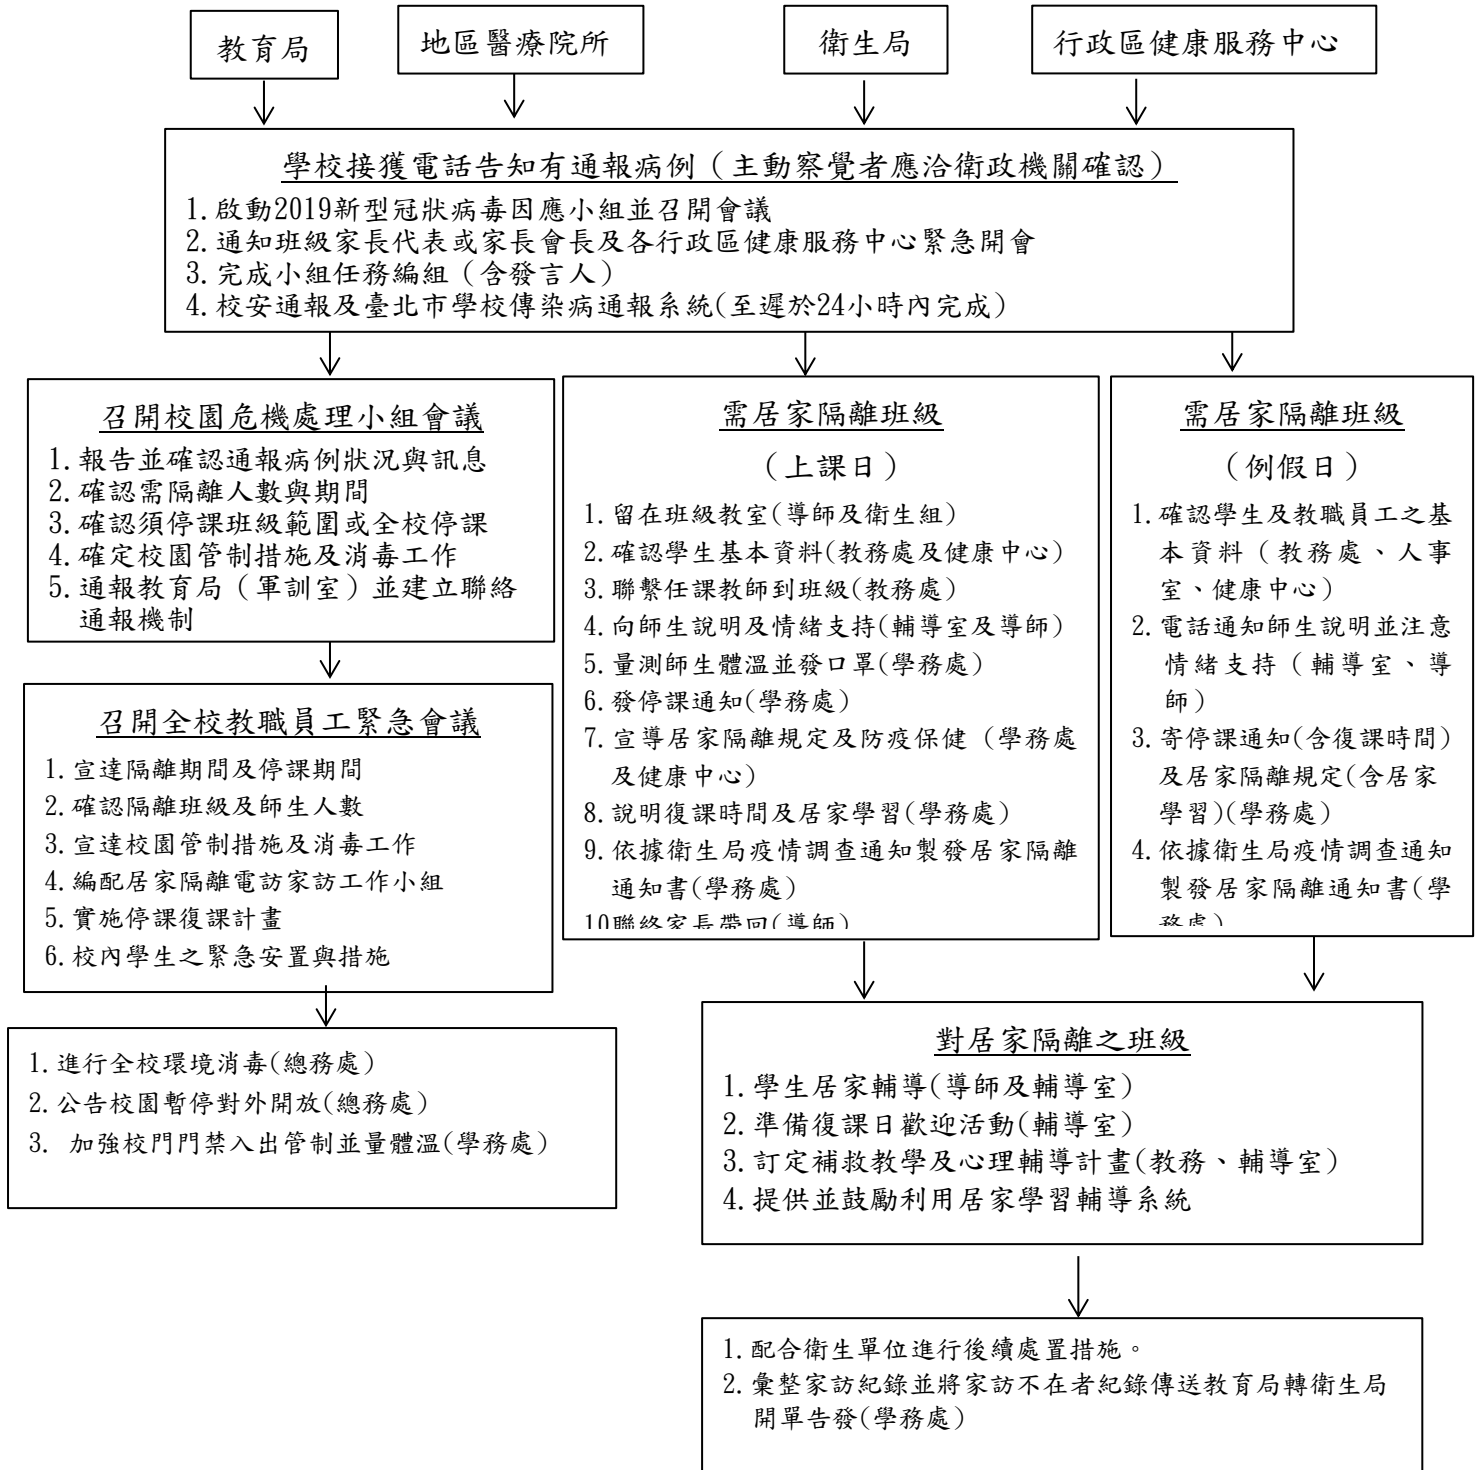 教育局
地區醫療院所
衛生局
行政區健康服務中心
學校接獲電話告知有通報病例（主動察覺者應洽衛政機關確認）
1.啟動2019新型冠狀病毒因應小組並召開會議
2.通知班級家長代表或家長會長及各行政區健康服務中心緊急開會
3.完成小組任務編組（含發言人）
4.校安通報及臺北市學校傳染病通報系統(至遲於24小時內完成)
召開校園危機處理小組會議
1.報告並確認通報病例狀況與訊息
2.確認需隔離人數與期間
3.確認須停課班級範圍或全校停課
4.確定校園管制措施及消毒工作
5.通報教育局（軍訓室）並建立聯絡
通報機制
召開全校教職員工緊急會議
1.宣達隔離期間及停課期間
2.確認隔離班級及師生人數
3.宣達校園管制措施及消毒工作
4.編配居家隔離電訪家訪工作小組
5.實施停課復課計畫
6.校內學生之緊急安置與措施
1.進行全校環境消毒(總務處)
2.公告校園暫停對外開放(總務處)
3. 加強校門門禁入出管制並量體溫(學務處)
需居家隔離班級
（上課日）
1.留在班級教室(導師及衛生組)
2.確認學生基本資料(教務處及健康中心)
3.聯繫任課教師到班級(教務處)
4.向師生說明及情緒支持(輔導室及導師)
5.量測師生體溫並發口罩(學務處)
6.發停課通知(學務處)
7.宣導居家隔離規定及防疫保健（學務處
及健康中心）
8.說明復課時間及居家學習(學務處)
9.依據衛生局疫情調查通知製發居家隔離
通知書(學務處)
10聯絡家長帶回(導師)
需居家隔離班級
（例假日）
1.確認學生及教職員工之基
本資料（教務處、人事
室、健康中心）
2.電話通知師生說明並注意
情緒支持（輔導室、導
師）
3.寄停課通知(含復課時間)
及居家隔離規定(含居家
學習)(學務處)
4.依據衛生局疫情調查通知
製發居家隔離通知書(學
務處)
對居家隔離之班級
1.學生居家輔導(導師及輔導室)
2.準備復課日歡迎活動(輔導室)
3.訂定補救教學及心理輔導計畫(教務、輔導室)
4.提供並鼓勵利用居家學習輔導系統
1.配合衛生單位進行後續處置措施。
2.彙整家訪紀錄並將家訪不在者紀錄傳送教育局轉衛生局
開單告發(學務處)